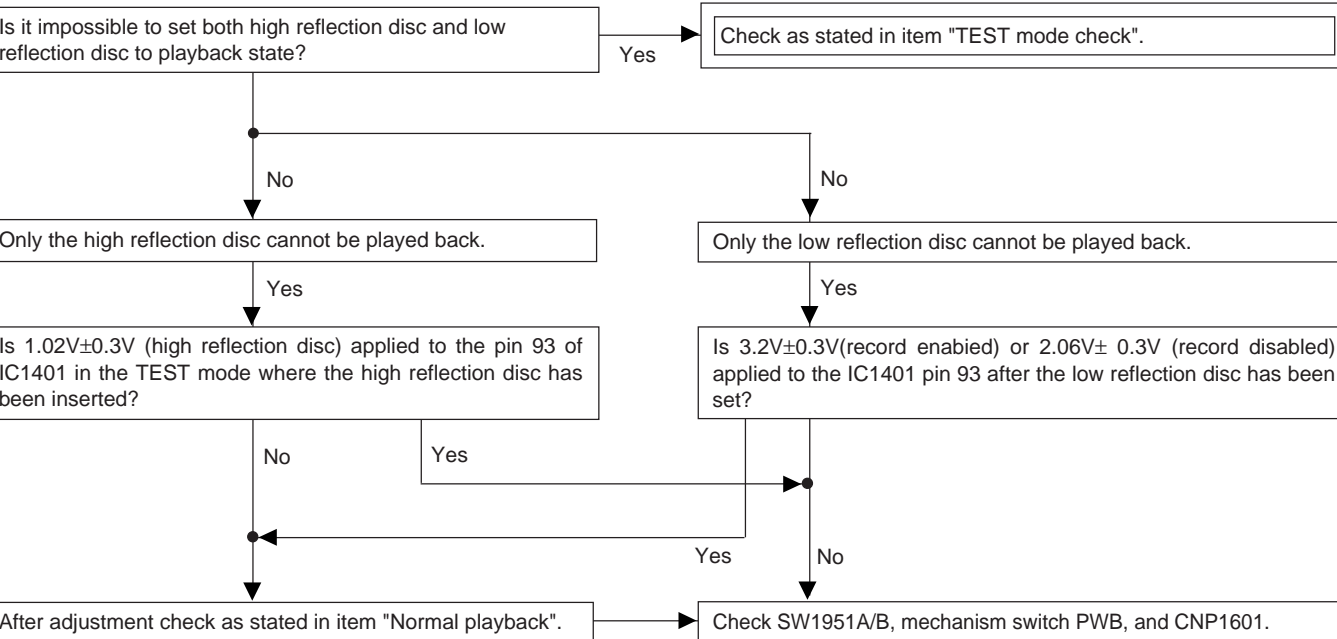 Is it impossible to set both high reflection disc and low
reflection disc to playback state?
Yes
Check as stated in item "TEST mode check".
No
No
Only the high reflection disc cannot be played back.
Only the low reflection disc cannot be played back.
Yes
Yes
Is 1.02V±0.3V (high reflection disc) applied to the pin 93 of
IC1401 in the TEST mode where the high reflection disc has
been inserted?
Is 3.2V±0.3V(record enabied) or 2.06V± 0.3V (record disabled)
applied to the IC1401 pin 93 after the low reflection disc has been
set?
No
Yes
Yes
No
After adjustment check as stated in item "Normal playback".
Check SW1951A/B, mechanism switch PWB, and CNP1601.